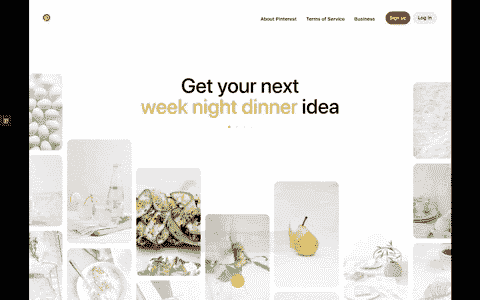 About Pinterest Terms of Service Business Sign up Log in
Get your next
week night dinner idea